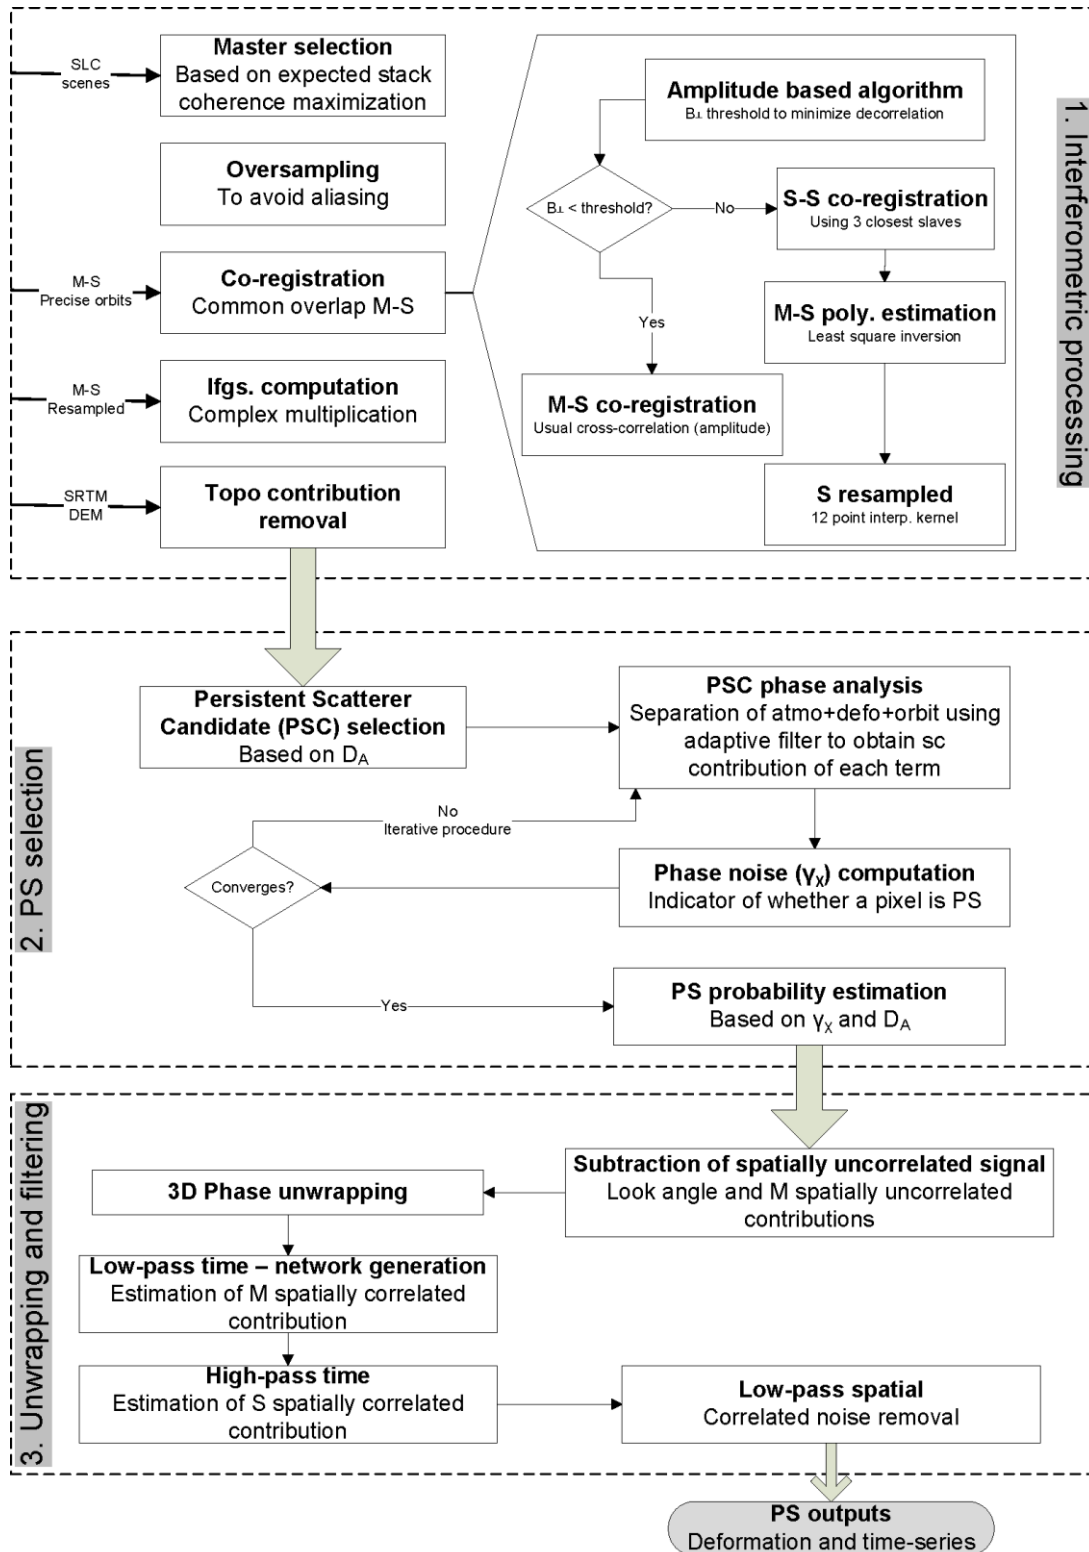 1. Interferometric processing
SLC
scenes
Master selection
Based on expected stack
coherence maximization
Oversampling
To avoid aliasing
M-S
Precise orbits
Co-registration
Common overlap M-S
M-S
Resampled
Ifgs. computation
Complex multiplication
SRTM
DEM
Topo contribution
removal
Amplitude based algorithm
B⊥ threshold to minimize decorrelation
B⊥ < threshold?
No
S-S co-registration
Using 3 closest slaves
M-S poly. estimation
Least square inversion
Yes
M-S co-registration
Usual cross-correlation (amplitude)
S resampled
12 point interp. kernel
2. PS selection
Persistent Scatterer
Candidate (PSC) selection
Based on D_A
PSC phase analysis
Separation of atmo+defo+orbit using
adaptive filter to obtain sc
contribution of each term
No
Iterative procedure
Converges?
Phase noise (γ_X) computation
Indicator of whether a pixel is PS
Yes
PS probability estimation
Based on γ_X and D_A
3. Unwrapping and filtering
Subtraction of spatially uncorrelated signal
Look angle and M spatially uncorrelated
contributions
3D Phase unwrapping
Low-pass time – network generation
Estimation of M spatially correlated
contribution
High-pass time
Estimation of S spatially correlated
contribution
Low-pass spatial
Correlated noise removal
PS outputs
Deformation and time-series